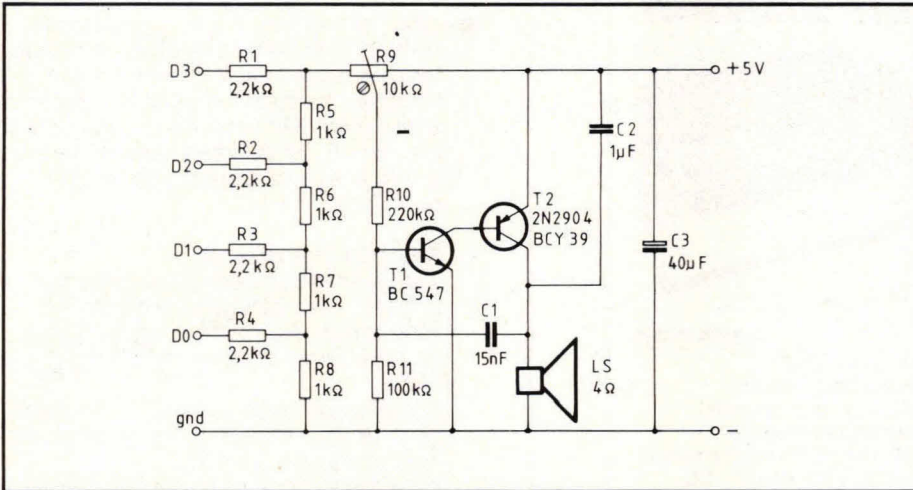 D3
R1
2,2kΩ
R9
10kΩ
+5V
R5
1kΩ
C2
1µF
D2
R2
2,2kΩ
R6
1kΩ
R10
220kΩ
T2
2N2904
BCY 39
D1
R3
2,2kΩ
C3
40µF
R7
1kΩ
T1
BC 547
D0
R4
2,2kΩ
C1
15nF
R8
1kΩ
R11
100kΩ
LS
4Ω
gnd
–